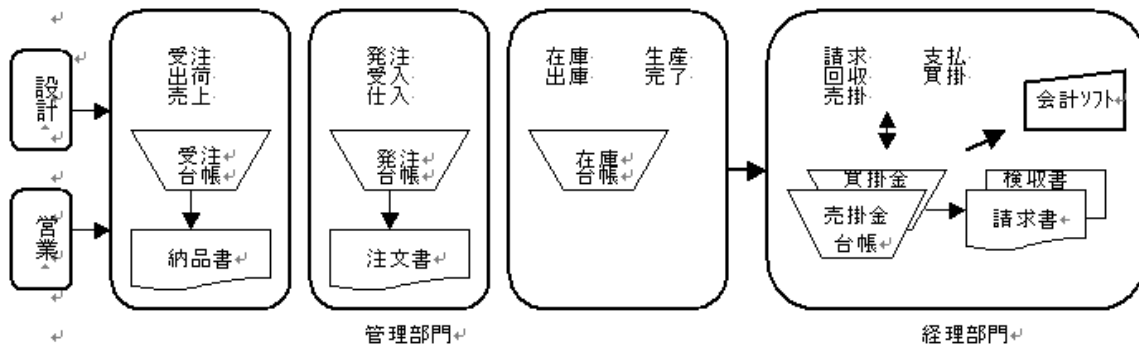 設計
営業
受注
出荷
売上
受注
台帳
納品書
発注
受入
仕入
発注
台帳
注文書
在庫
出庫
生産
完了
在庫
台帳
請求
回収
売掛
支払
買掛
会計ソフト
買掛金
売掛金
台帳
検収書
請求書
管理部門
経理部門